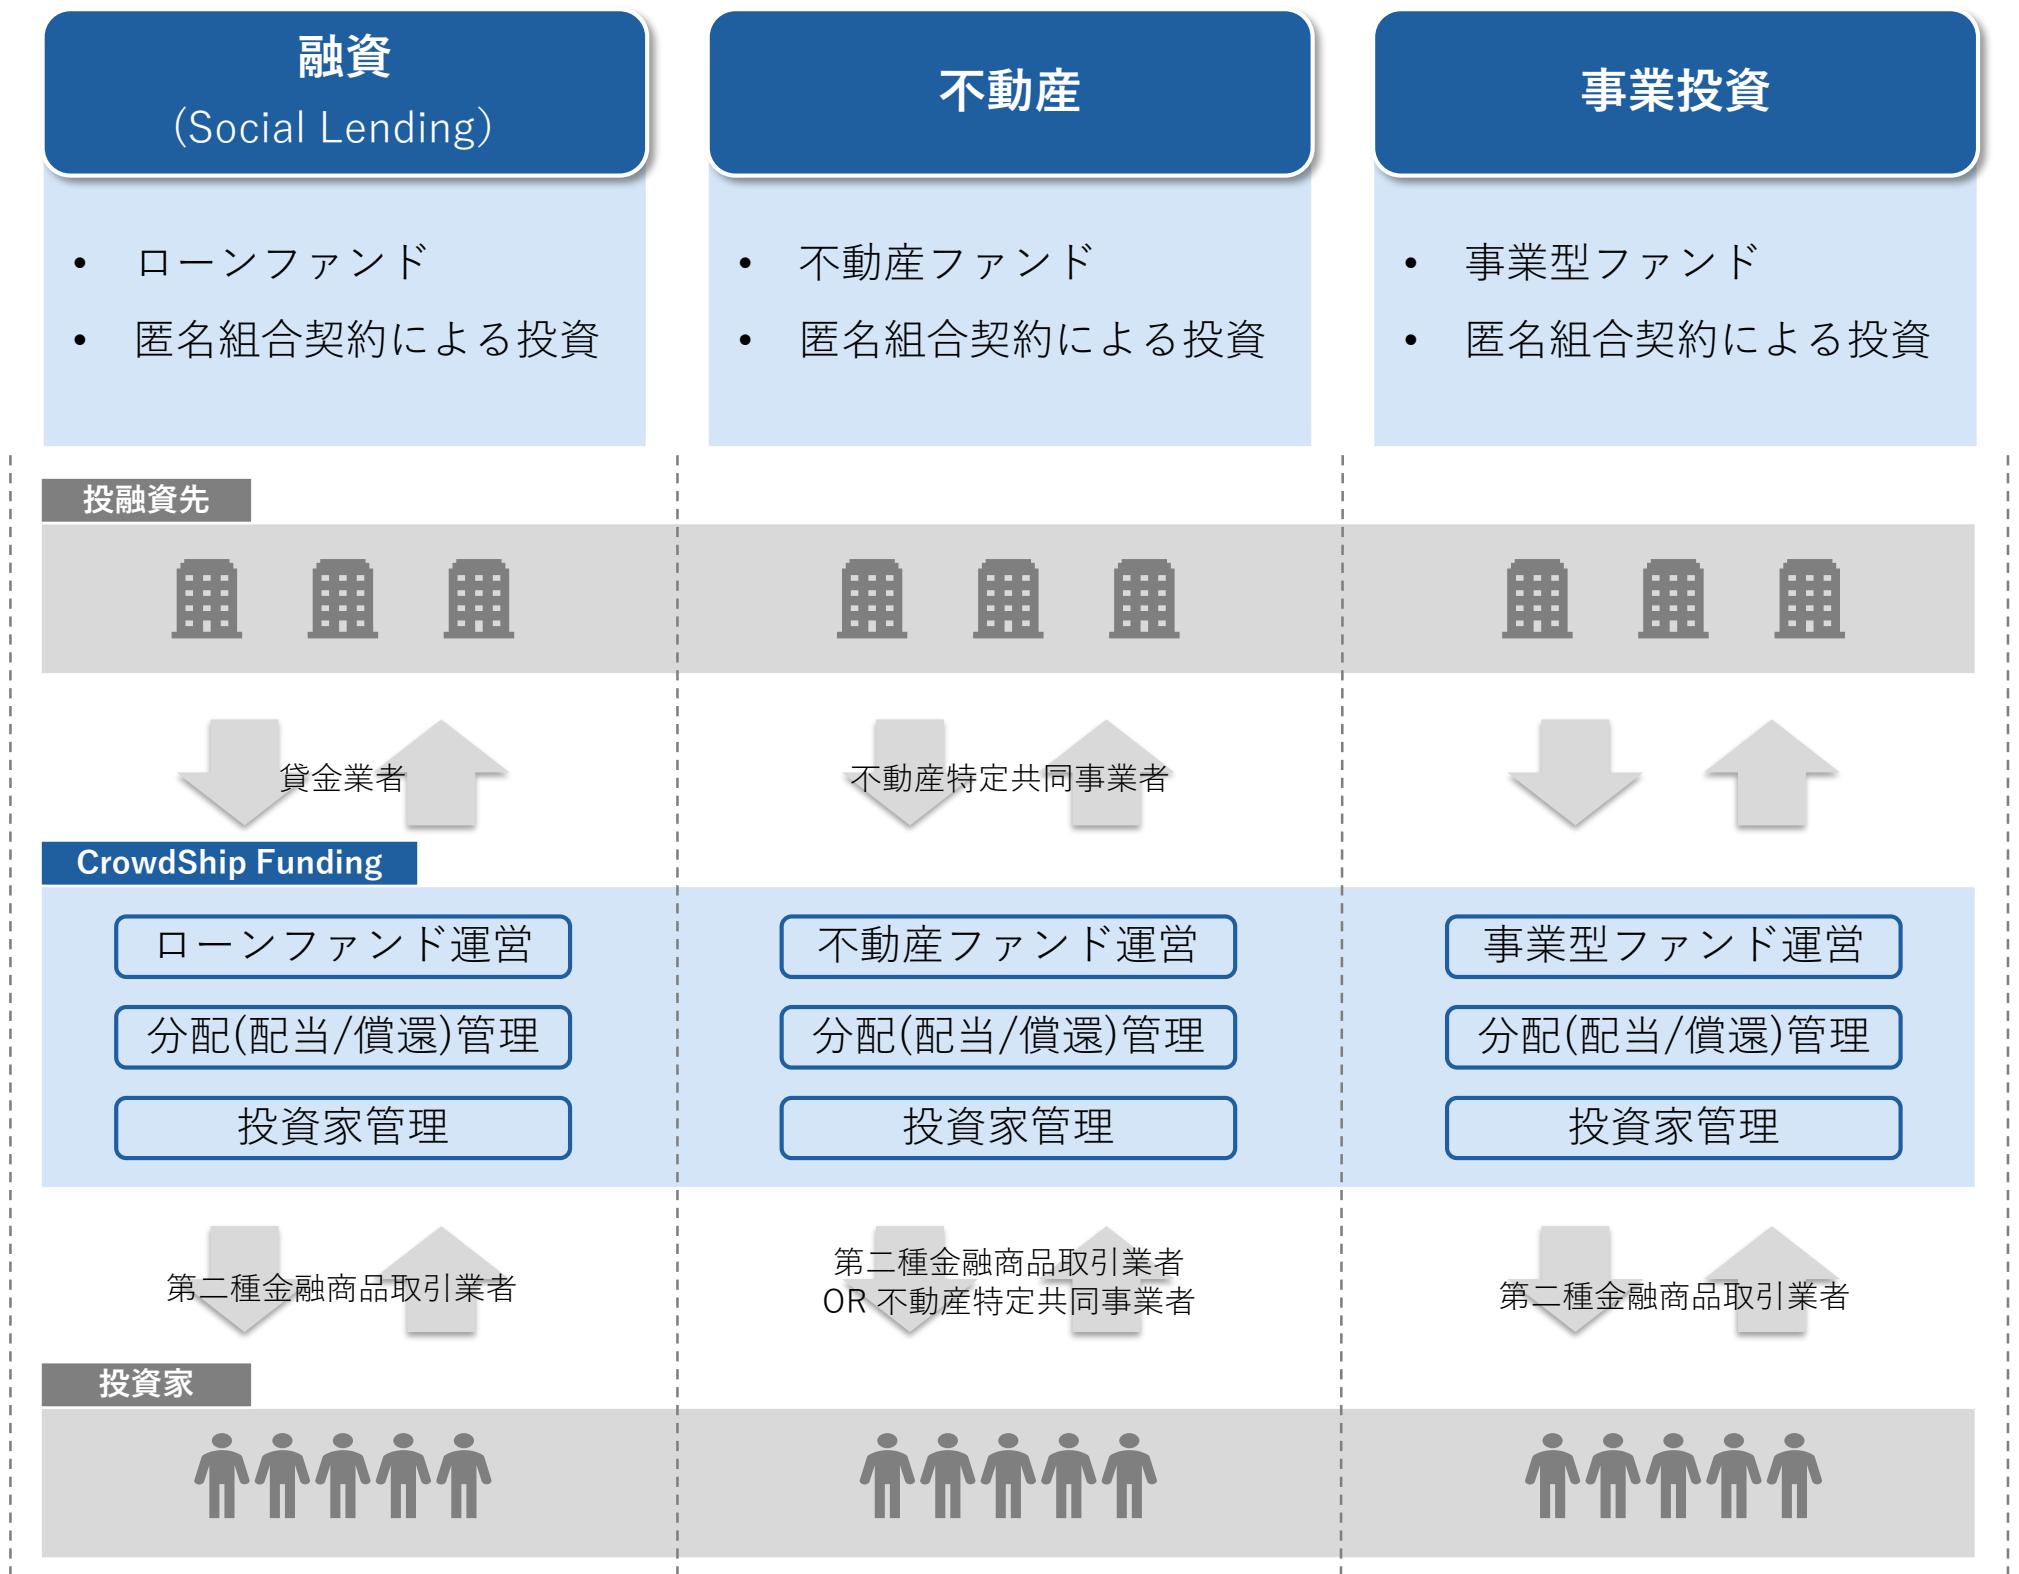 融資
(Social Lending)
不動産
事業投資
• ローンファンド
• 匿名組合契約による投資
• 不動産ファンド
• 匿名組合契約による投資
• 事業型ファンド
• 匿名組合契約による投資
投融資先
貸金業者
不動産特定共同事業者
CrowdShip Funding
ローンファンド運営
分配(配当/償還)管理
投資家管理
不動産ファンド運営
分配(配当/償還)管理
投資家管理
事業型ファンド運営
分配(配当/償還)管理
投資家管理
第二種金融商品取引業者
第二種金融商品取引業者
OR 不動産特定共同事業者
第二種金融商品取引業者
投資家